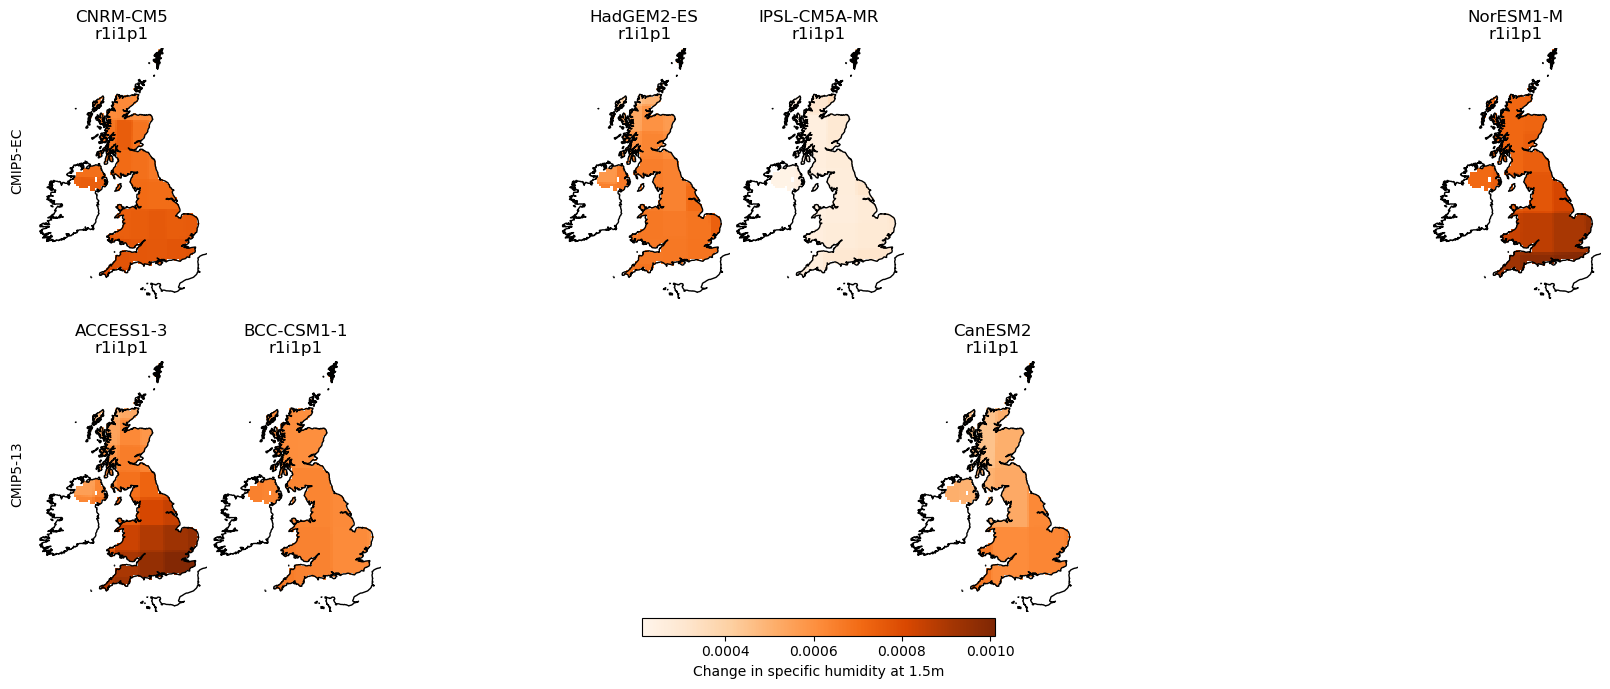 CNRM-CM5
r1i1p1
HadGEM2-ES
r1i1p1
IPSL-CM5A-MR
r1i1p1
NorESM1-M
r1i1p1
CMIP5-EC
ACCESS1-3
r1i1p1
BCC-CSM1-1
r1i1p1
CanESM2
r1i1p1
CMIP5-13
0.0004 0.0006 0.0008 0.0010
Change in specific humidity at 1.5m